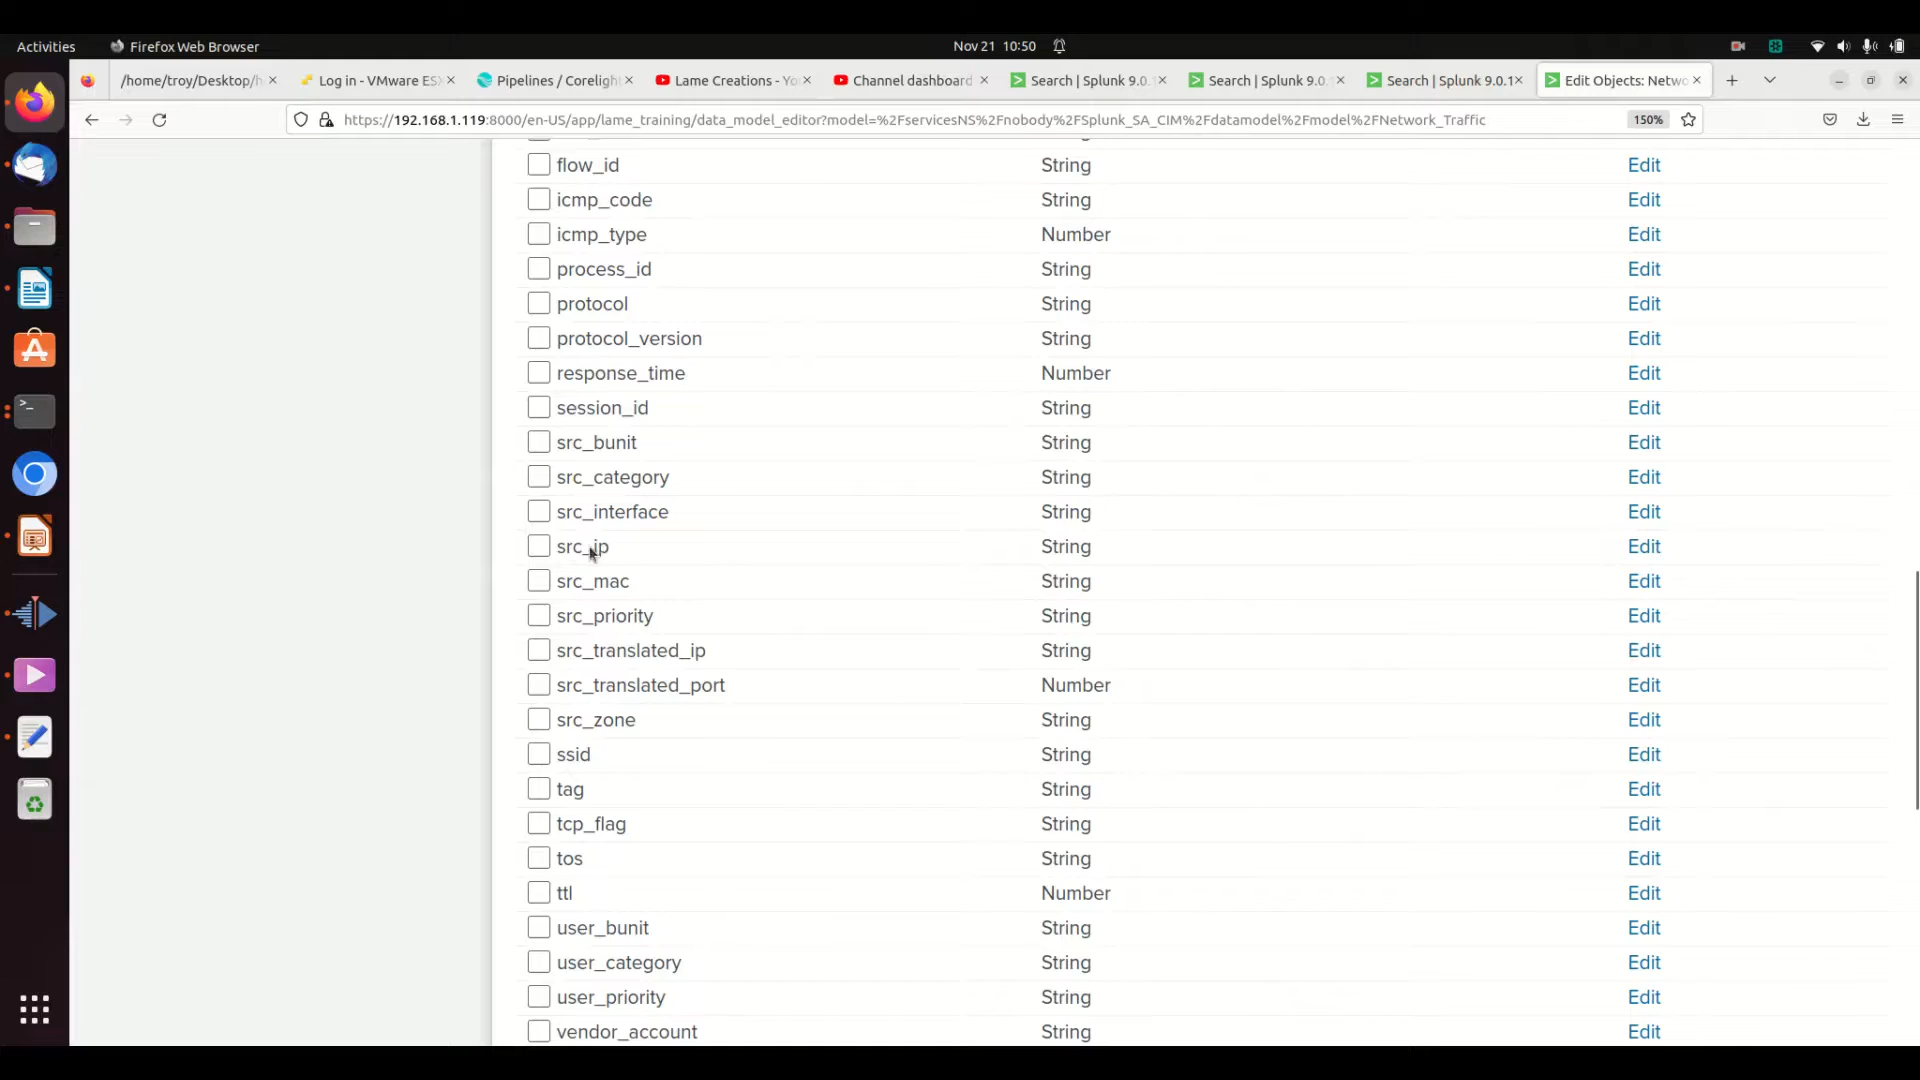 Activities Firefox Web Browser Nov 21 10:50
/home/troy/Desktop/h × Log in - VMware ESX × Pipelines / Corelight × Lame Creations - Yo × Channel dashboard × Search | Splunk 9.0.1 × Search | Splunk 9.0. × Search | Splunk 9.0.1 × Edit Objects: Netwo ×
https://192.168.1.119:8000/en-US/app/lame_training/data_model_editor?model=%2FservicesNS%2Fnobody%2FSplunk_SA_CIM%2Fdatamodel%2Fmodel%2FNetwork_Traffic 150%
flow_id String Edit
icmp_code String Edit
icmp_type Number Edit
process_id String Edit
protocol String Edit
protocol_version String Edit
response_time Number Edit
session_id String Edit
src_bunit String Edit
src_category String Edit
src_interface String Edit
src_ip String Edit
src_mac String Edit
src_priority String Edit
src_translated_ip String Edit
src_translated_port Number Edit
src_zone String Edit
ssid String Edit
tag String Edit
tcp_flag String Edit
tos String Edit
ttl Number Edit
user_bunit String Edit
user_category String Edit
user_priority String Edit
vendor_account String Edit